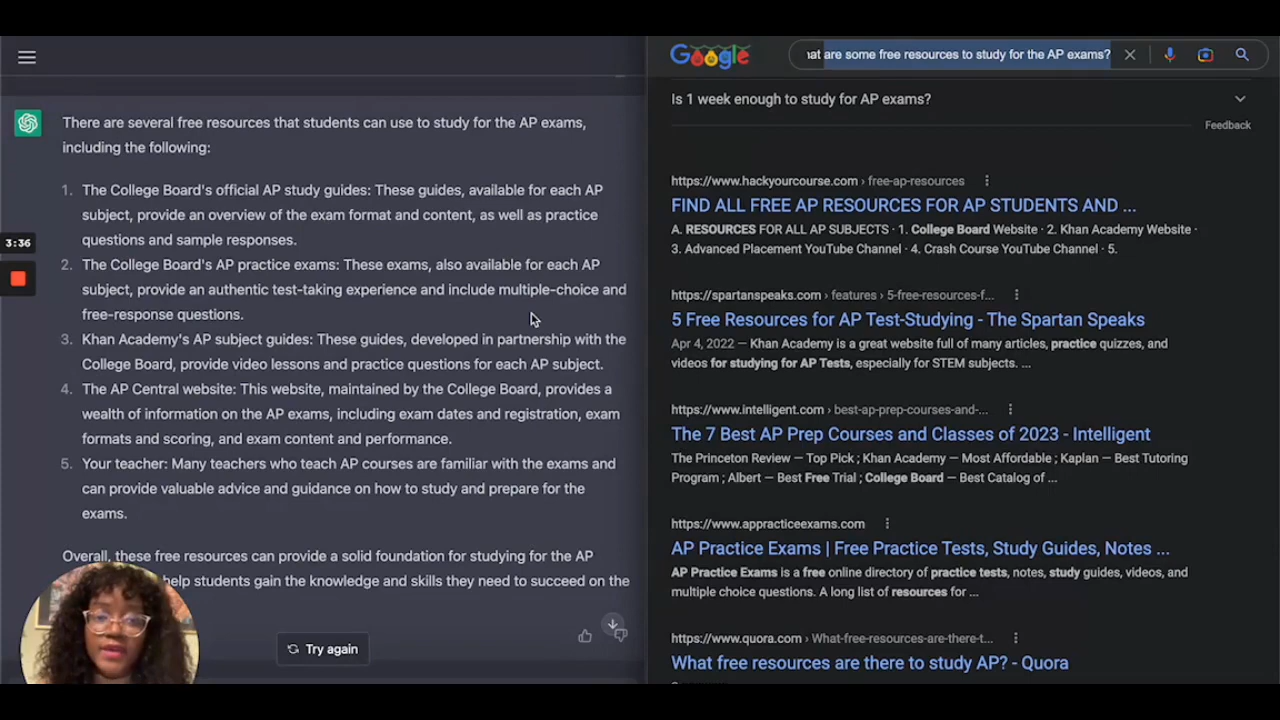 There are several free resources that students can use to study for the AP exams,
including the following:
1. The College Board's official AP study guides: These guides, available for each AP
subject, provide an overview of the exam format and content, as well as practice
questions and sample responses.
2. The College Board's AP practice exams: These exams, also available for each AP
subject, provide an authentic test-taking experience and include multiple-choice and
free-response questions.
3. Khan Academy's AP subject guides: These guides, developed in partnership with the
College Board, provide video lessons and practice questions for each AP subject.
4. The AP Central website: This website, maintained by the College Board, provides a
wealth of information on the AP exams, including exam dates and registration, exam
formats and scoring, and exam content and performance.
5. Your teacher: Many teachers who teach AP courses are familiar with the exams and
can provide valuable advice and guidance on how to study and prepare for the
exams.
Overall, these free resources can provide a solid foundation for studying for the AP
help students gain the knowledge and skills they need to succeed on the
Try again
3:36
Google
are some free resources to study for the AP exams?
Is 1 week enough to study for AP exams?
Feedback
https://www.hackyourcourse.com › free-ap-resources
FIND ALL FREE AP RESOURCES FOR AP STUDENTS AND ...
A. RESOURCES FOR ALL AP SUBJECTS · 1. College Board Website · 2. Khan Academy Website ·
3. Advanced Placement YouTube Channel · 4. Crash Course YouTube Channel · 5.
https://spartanspeaks.com › features › 5-free-resources-f...
5 Free Resources for AP Test-Studying - The Spartan Speaks
Apr 4, 2022 — Khan Academy is a great website full of many articles, practice quizzes, and
videos for studying for AP Tests, especially for STEM subjects. ...
https://www.intelligent.com › best-ap-prep-courses-and-...
The 7 Best AP Prep Courses and Classes of 2023 - Intelligent
The Princeton Review — Top Pick ; Khan Academy — Most Affordable ; Kaplan — Best Tutoring
Program ; Albert — Best Free Trial ; College Board — Best Catalog of ...
https://www.appracticeexams.com
AP Practice Exams | Free Practice Tests, Study Guides, Notes ...
AP Practice Exams is a free online directory of practice tests, notes, study guides, videos, and
multiple choice questions. A long list of resources for ...
https://www.quora.com › What-free-resources-are-there-t...
What free resources are there to study AP? - Quora